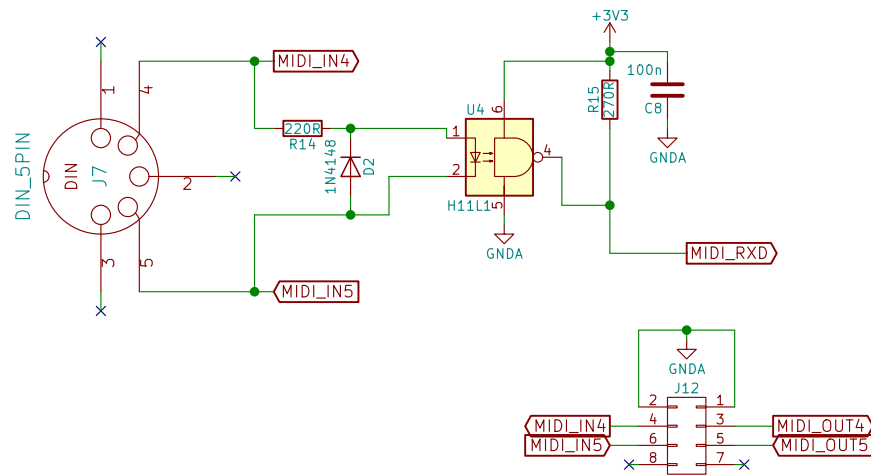 +3V3
MIDI_IN4
1
4
100n
R15
270R
C8
U4
6
220R
R14
1
DIN_5PIN
DIN
J7
1N4148
D2
4
GNDA
2
2
H11L1
5
3
5
GNDA
MIDI_RXD
MIDI_IN5
GNDA
J12
2
1
MIDI_IN4
4
3
MIDI_OUT4
MIDI_IN5
6
5
MIDI_OUT5
8
7